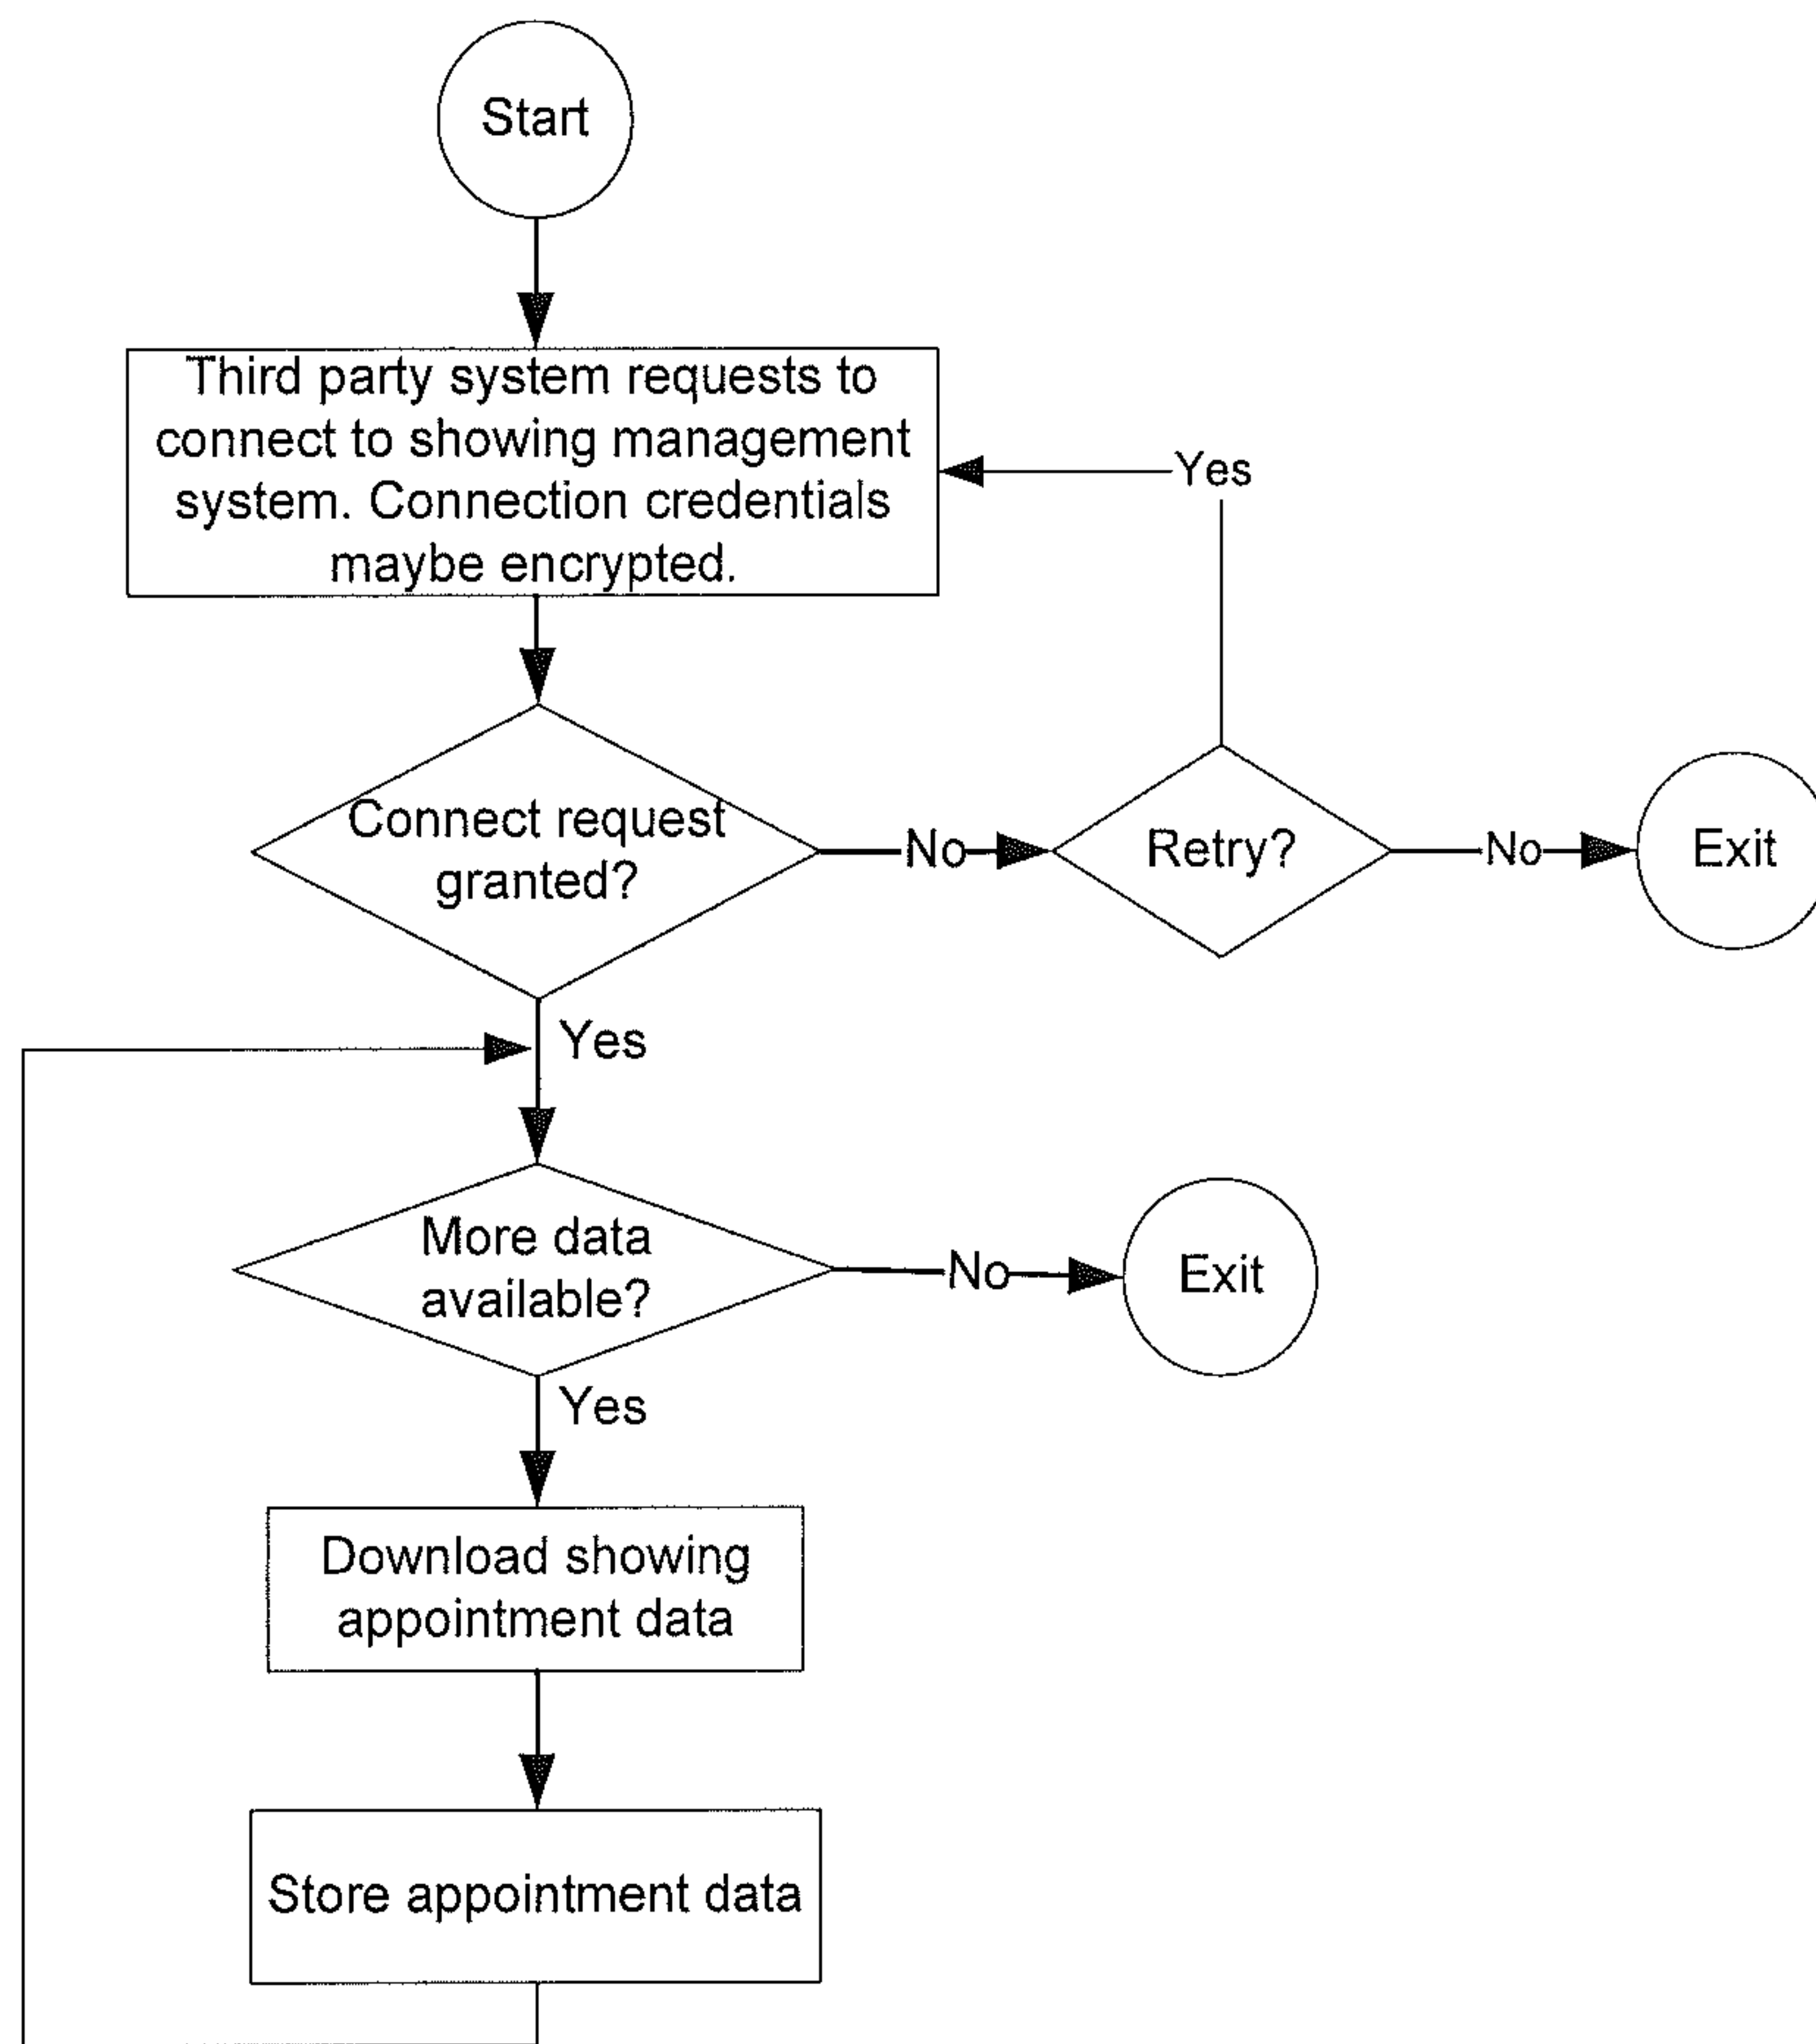 Start
Third party system requests to
connect to showing management
system. Connection credentials
maybe encrypted.
Yes
Connect request
granted?
No
Retry?
No
Exit
Yes
More data
available?
No
Exit
Yes
Download showing
appointment data
Store appointment data